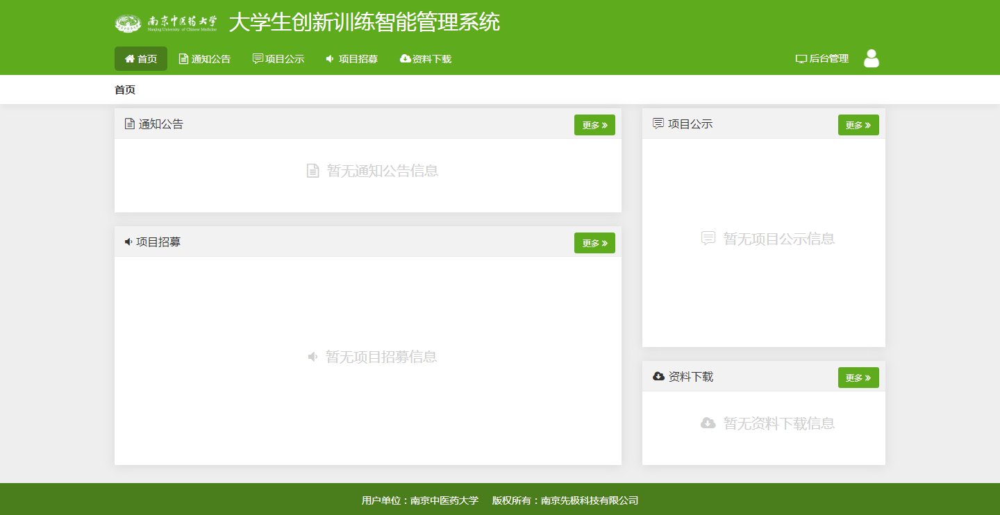 南京中医药大学
Nanjing University of Chinese Medicine
大学生创新训练智能管理系统
首页 通知公告 项目公示 项目招募 资料下载 后台管理
首页
通知公告 更多
暂无通知公告信息
项目公示 更多
暂无项目公示信息
项目招募 更多
暂无项目招募信息
资料下载 更多
暂无资料下载信息
用户单位：南京中医药大学 版权所有：南京先极科技有限公司